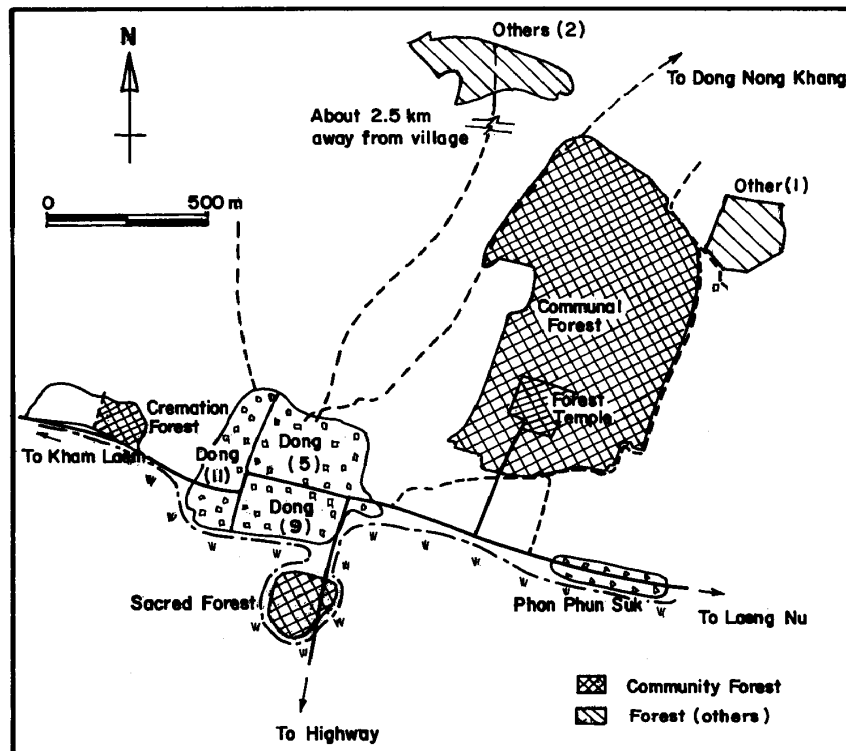 Others (2)
N
To Dong Nong Khang
About 2.5 km
away from village
Other (1)
0 500 m
Communal
Forest
Cremation
Forest
Forest
Temple
Dong
(5)
Dong
(11)
To Kham Laen
Dong
(9)
Sacred Forest
Phon Phun Suk
To Laeng Nu
Community Forest
Forest (others)
To Highway